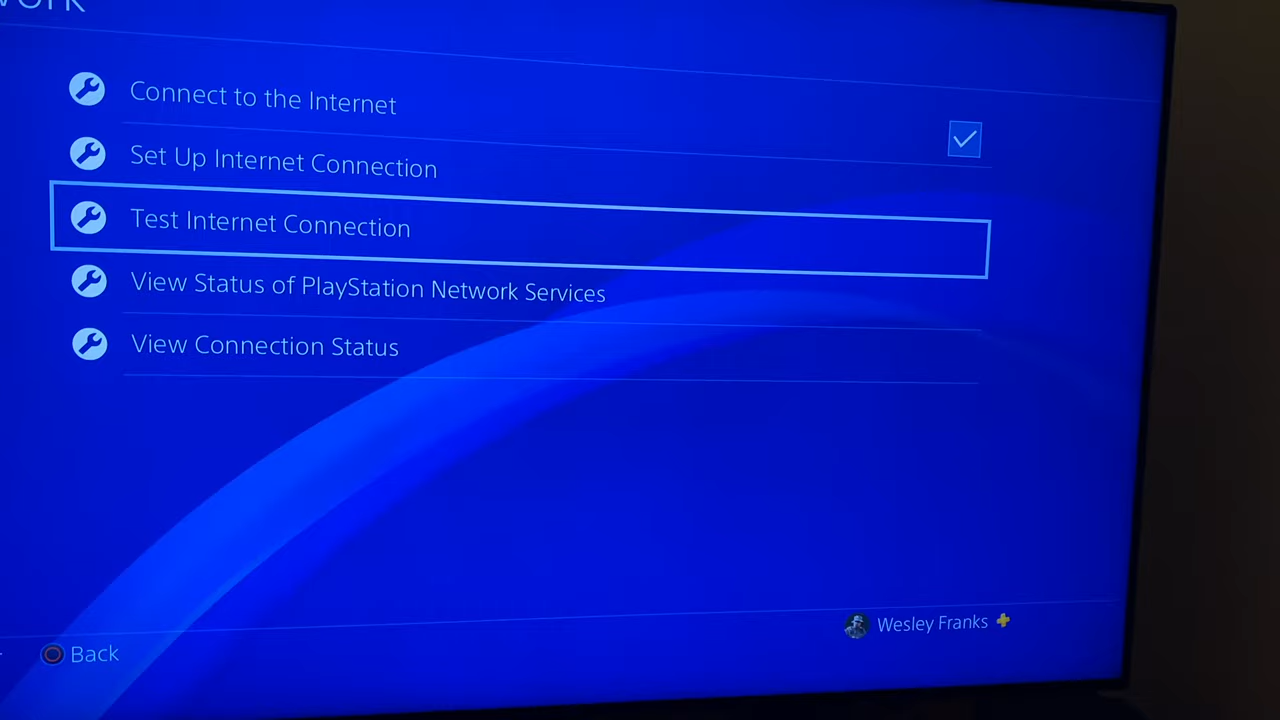 Connect to the Internet
Set Up Internet Connection
Test Internet Connection
View Status of PlayStation Network Services
View Connection Status
Wesley Franks
Back